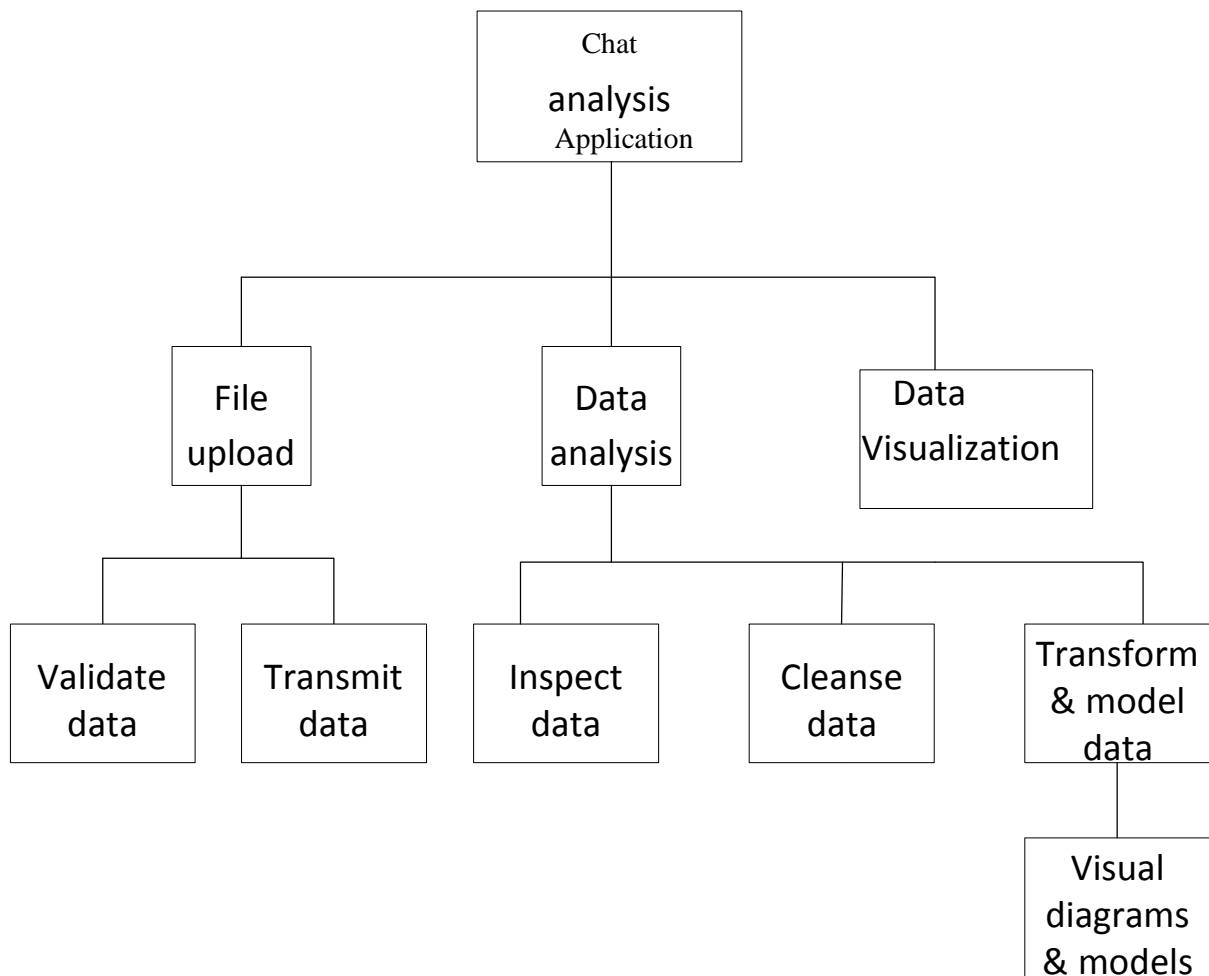 Chat
analysis
Application
File
upload
Data
analysis
Data
Visualization
Validate
data
Transmit
data
Inspect
data
Cleanse
data
Transform
& model
data
Visual
diagrams
& models